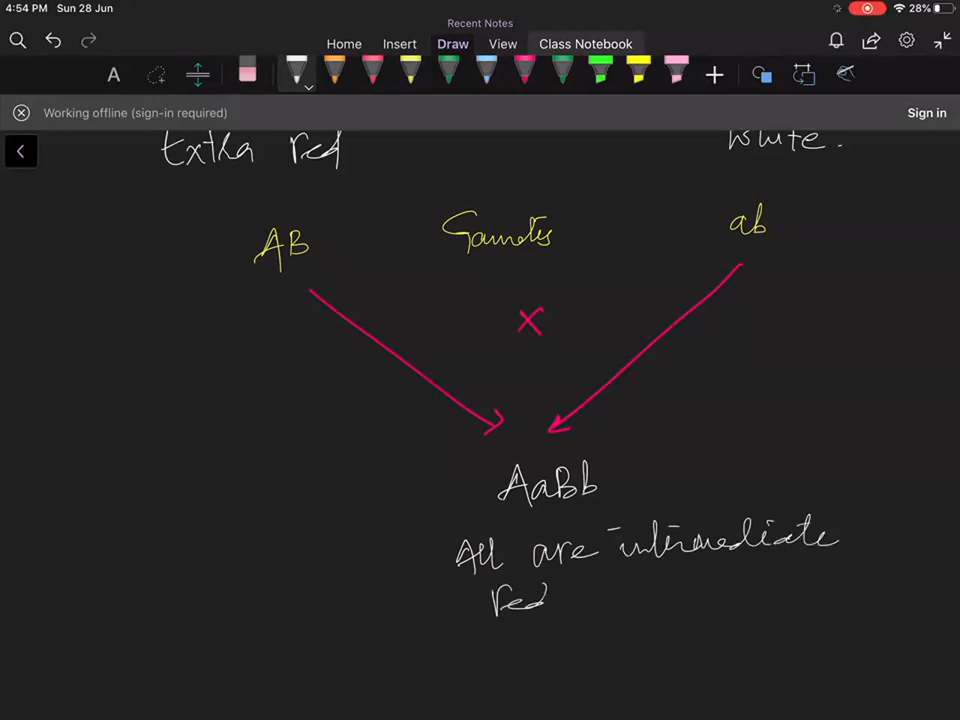 4:54 PM Sun 28 Jun
28%
Recent Notes
Home Insert Draw View Class Notebook
A
Working offline (sign-in required)
Sign in
Extra red
white.
AB
Gametes
ab
X
AaBb
All are intermediate
red